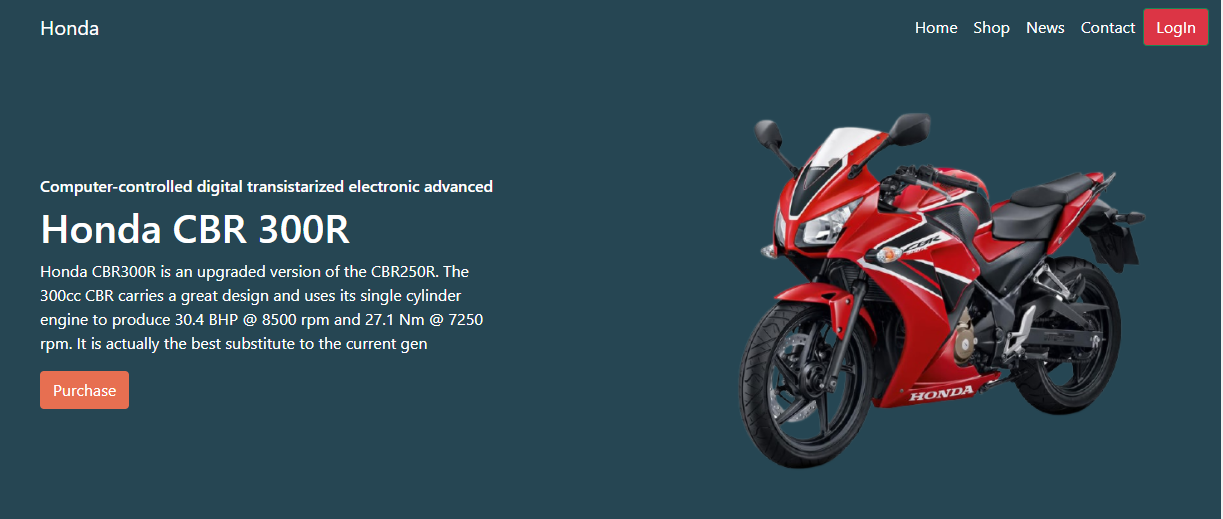 Honda
Home Shop News Contact LogIn
Computer-controlled digital transistarized electronic advanced
Honda CBR 300R
Honda CBR300R is an upgraded version of the CBR250R. The
300cc CBR carries a great design and uses its single cylinder
engine to produce 30.4 BHP @ 8500 rpm and 27.1 Nm @ 7250
rpm. It is actually the best substitute to the current gen
Purchase
CBR
HONDA